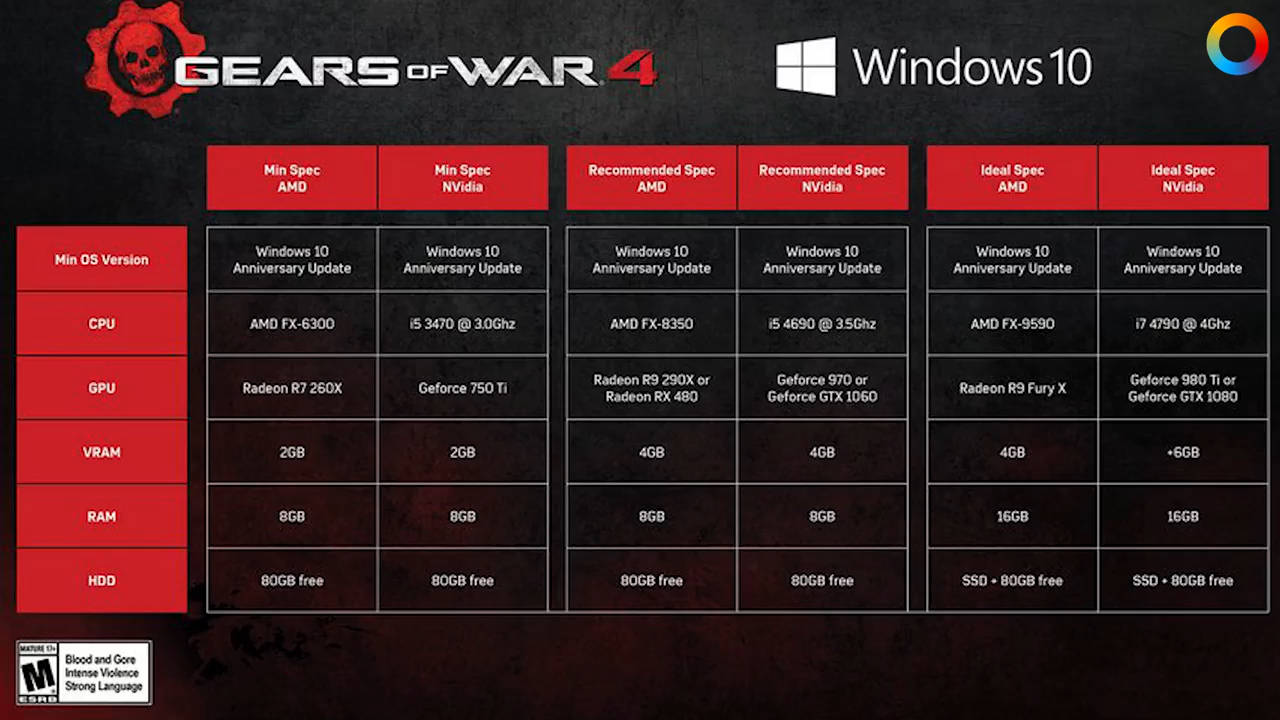 GEARS OF WAR 4
Windows 10
Min Spec
AMD
Min Spec
NVidia
Recommended Spec
AMD
Recommended Spec
NVidia
Ideal Spec
AMD
Ideal Spec
NVidia
Min OS Version
Windows 10
Anniversary Update
Windows 10
Anniversary Update
Windows 10
Anniversary Update
Windows 10
Anniversary Update
Windows 10
Anniversary Update
Windows 10
Anniversary Update
CPU
AMD FX-6300
i5 3470 @ 3.0Ghz
AMD FX-8350
i5 4690 @ 3.5Ghz
AMD FX-9590
i7 4790 @ 4Ghz
GPU
Radeon R7 260X
Geforce 750 Ti
Radeon R9 290X or
Radeon RX 480
Geforce 970 or
Geforce GTX 1060
Radeon R9 Fury X
Geforce 980 Ti or
Geforce GTX 1080
VRAM
2GB
2GB
4GB
4GB
4GB
+6GB
RAM
8GB
8GB
8GB
8GB
16GB
16GB
HDD
80GB free
80GB free
80GB free
80GB free
SSD + 80GB free
SSD + 80GB free
MATURE 17+
M
ESRB
Blood and Gore
Intense Violence
Strong Language